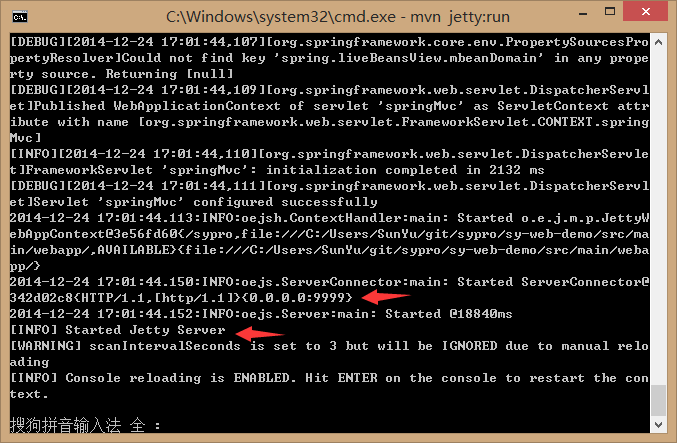 C:\Windows\system32\cmd.exe - mvn  jetty:run
[DEBUG][2014-12-24 17:01:44,107][org.springframework.core.env.PropertySourcesPro
pertyResolver]Could not find key 'spring.liveBeansView.mbeanDomain' in any prope
rty source. Returning [null]
[DEBUG][2014-12-24 17:01:44,109][org.springframework.web.servlet.DispatcherServl
et]Published WebApplicationContext of servlet 'springMvc' as ServletContext attr
ibute with name [org.springframework.web.servlet.FrameworkServlet.CONTEXT.spring
Mvc]
[INFO][2014-12-24 17:01:44,110][org.springframework.web.servlet.DispatcherServle
t]FrameworkServlet 'springMvc': initialization completed in 2132 ms
[DEBUG][2014-12-24 17:01:44,111][org.springframework.web.servlet.DispatcherServl
et]Servlet 'springMvc' configured successfully
2014-12-24 17:01:44.113:INFO:oejsh.ContextHandler:main: Started o.e.j.m.p.JettyW
ebAppContext@3e56fd60{/sypro,file:///C:/Users/SunYu/git/sypro/sy-web-demo/src/ma
in/webapp/,AVAILABLE}{file:///C:/Users/SunYu/git/sypro/sy-web-demo/src/main/weba
pp/}
2014-12-24 17:01:44.150:INFO:oejs.ServerConnector:main: Started ServerConnector@
342d02c8{HTTP/1.1,[http/1.1]}{0.0.0.0:9999}
2014-12-24 17:01:44.152:INFO:oejs.Server:main: Started @18840ms
[INFO] Started Jetty Server
[WARNING] scanIntervalSeconds is set to 3 but will be IGNORED due to manual relo
ading
[INFO] Console reloading is ENABLED. Hit ENTER on the console to restart the con
text.
搜狗拼音输入法 全 ：